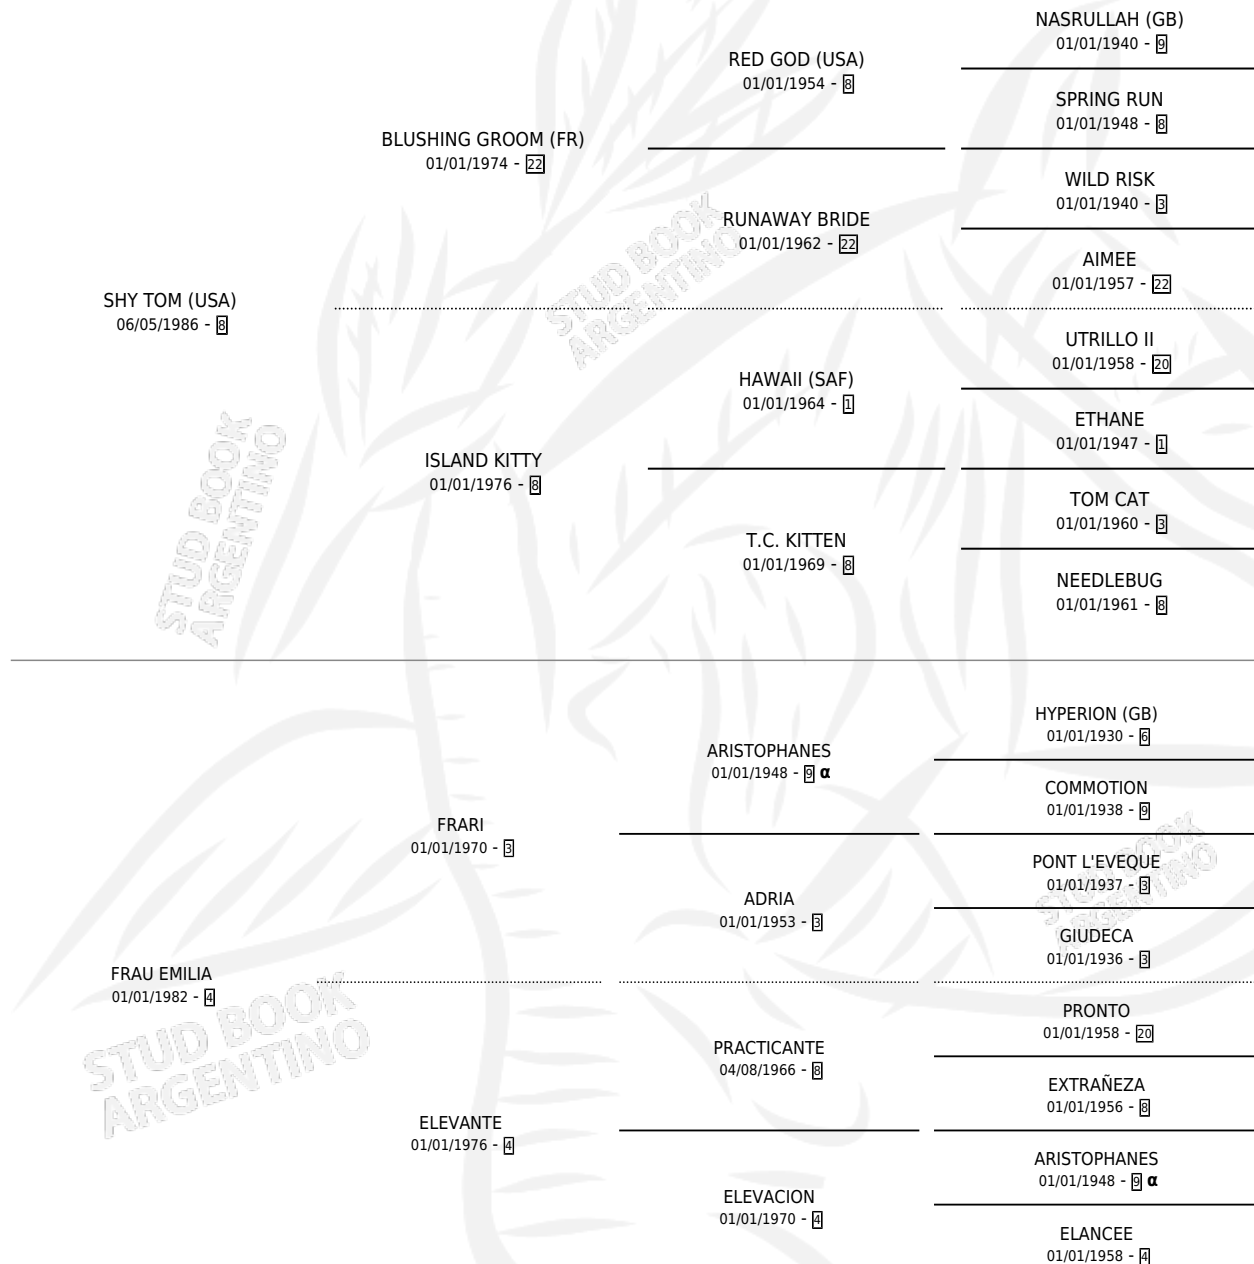 NASRULLAH (GB)
01/01/1940 - 9
RED GOD (USA)
01/01/1954 - 8
SPRING RUN
01/01/1948 - 8
BLUSHING GROOM (FR)
01/01/1974 - 22
WILD RISK
01/01/1940 - 3
RUNAWAY BRIDE
01/01/1962 - 22
AIMEE
01/01/1957 - 22
SHY TOM (USA)
06/05/1986 - 8
UTRILLO II
01/01/1958 - 20
HAWAII (SAF)
01/01/1964 - 1
ETHANE
01/01/1947 - 1
ISLAND KITTY
01/01/1976 - 8
TOM CAT
01/01/1960 - 3
T.C. KITTEN
01/01/1969 - 8
NEEDLEBUG
01/01/1961 - 8
HYPERION (GB)
01/01/1930 - 6
ARISTOPHANES
01/01/1948 - 9 α
COMMOTION
01/01/1938 - 9
FRARI
01/01/1970 - 3
PONT L'EVEQUE
01/01/1937 - 3
ADRIA
01/01/1953 - 3
GIUDECA
01/01/1936 - 3
FRAU EMILIA
01/01/1982 - 4
PRONTO
01/01/1958 - 20
PRACTICANTE
04/08/1966 - 8
EXTRAÑEZA
01/01/1956 - 8
ELEVANTE
01/01/1976 - 4
ARISTOPHANES
01/01/1948 - 9 α
ELEVACION
01/01/1970 - 4
ELANCEE
01/01/1958 - 4
STUD BOOK
ARGENTINO
STUD BOOK
ARGENTINO
STUD BOOK
ARGENTINO
STUD BOOK
ARGENTINO